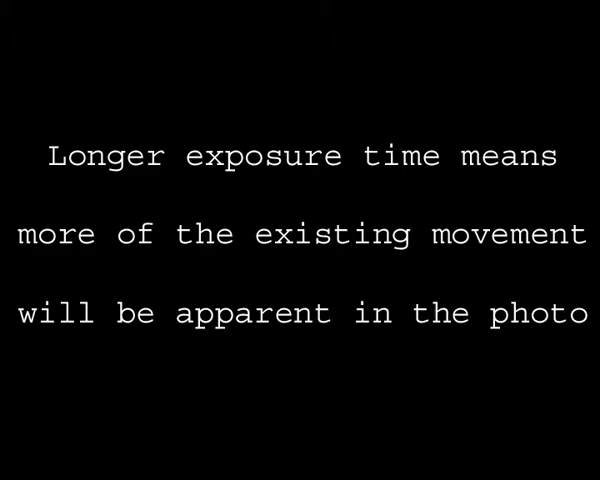 Longer exposure time means
more of the existing movement
will be apparent in the photo